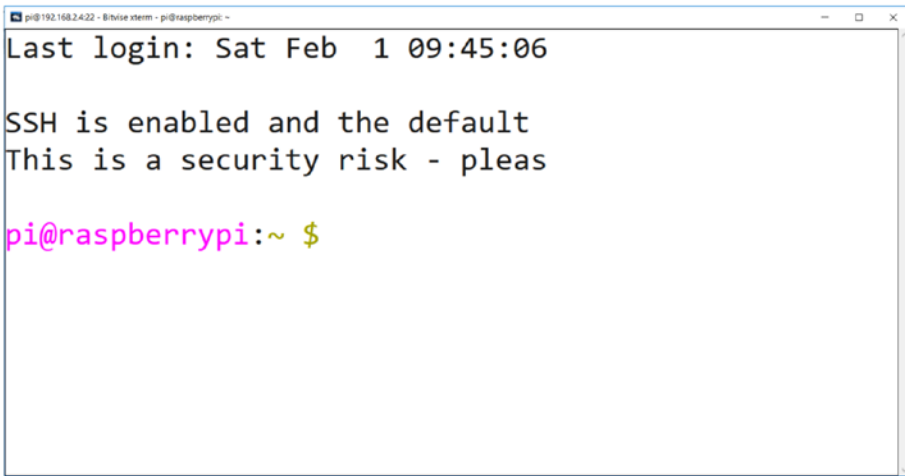 pi@192.168.2.4:22 - Bitvise xterm - pi@raspberrypi: ~
Last login: Sat Feb  1 09:45:06
SSH is enabled and the default
This is a security risk - pleas
pi@raspberrypi:~ $